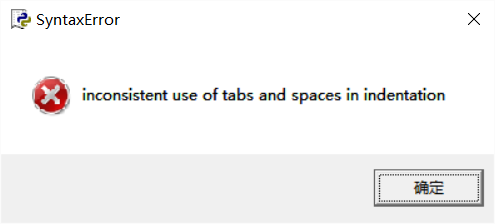 SyntaxError
inconsistent use of tabs and spaces in indentation
确定